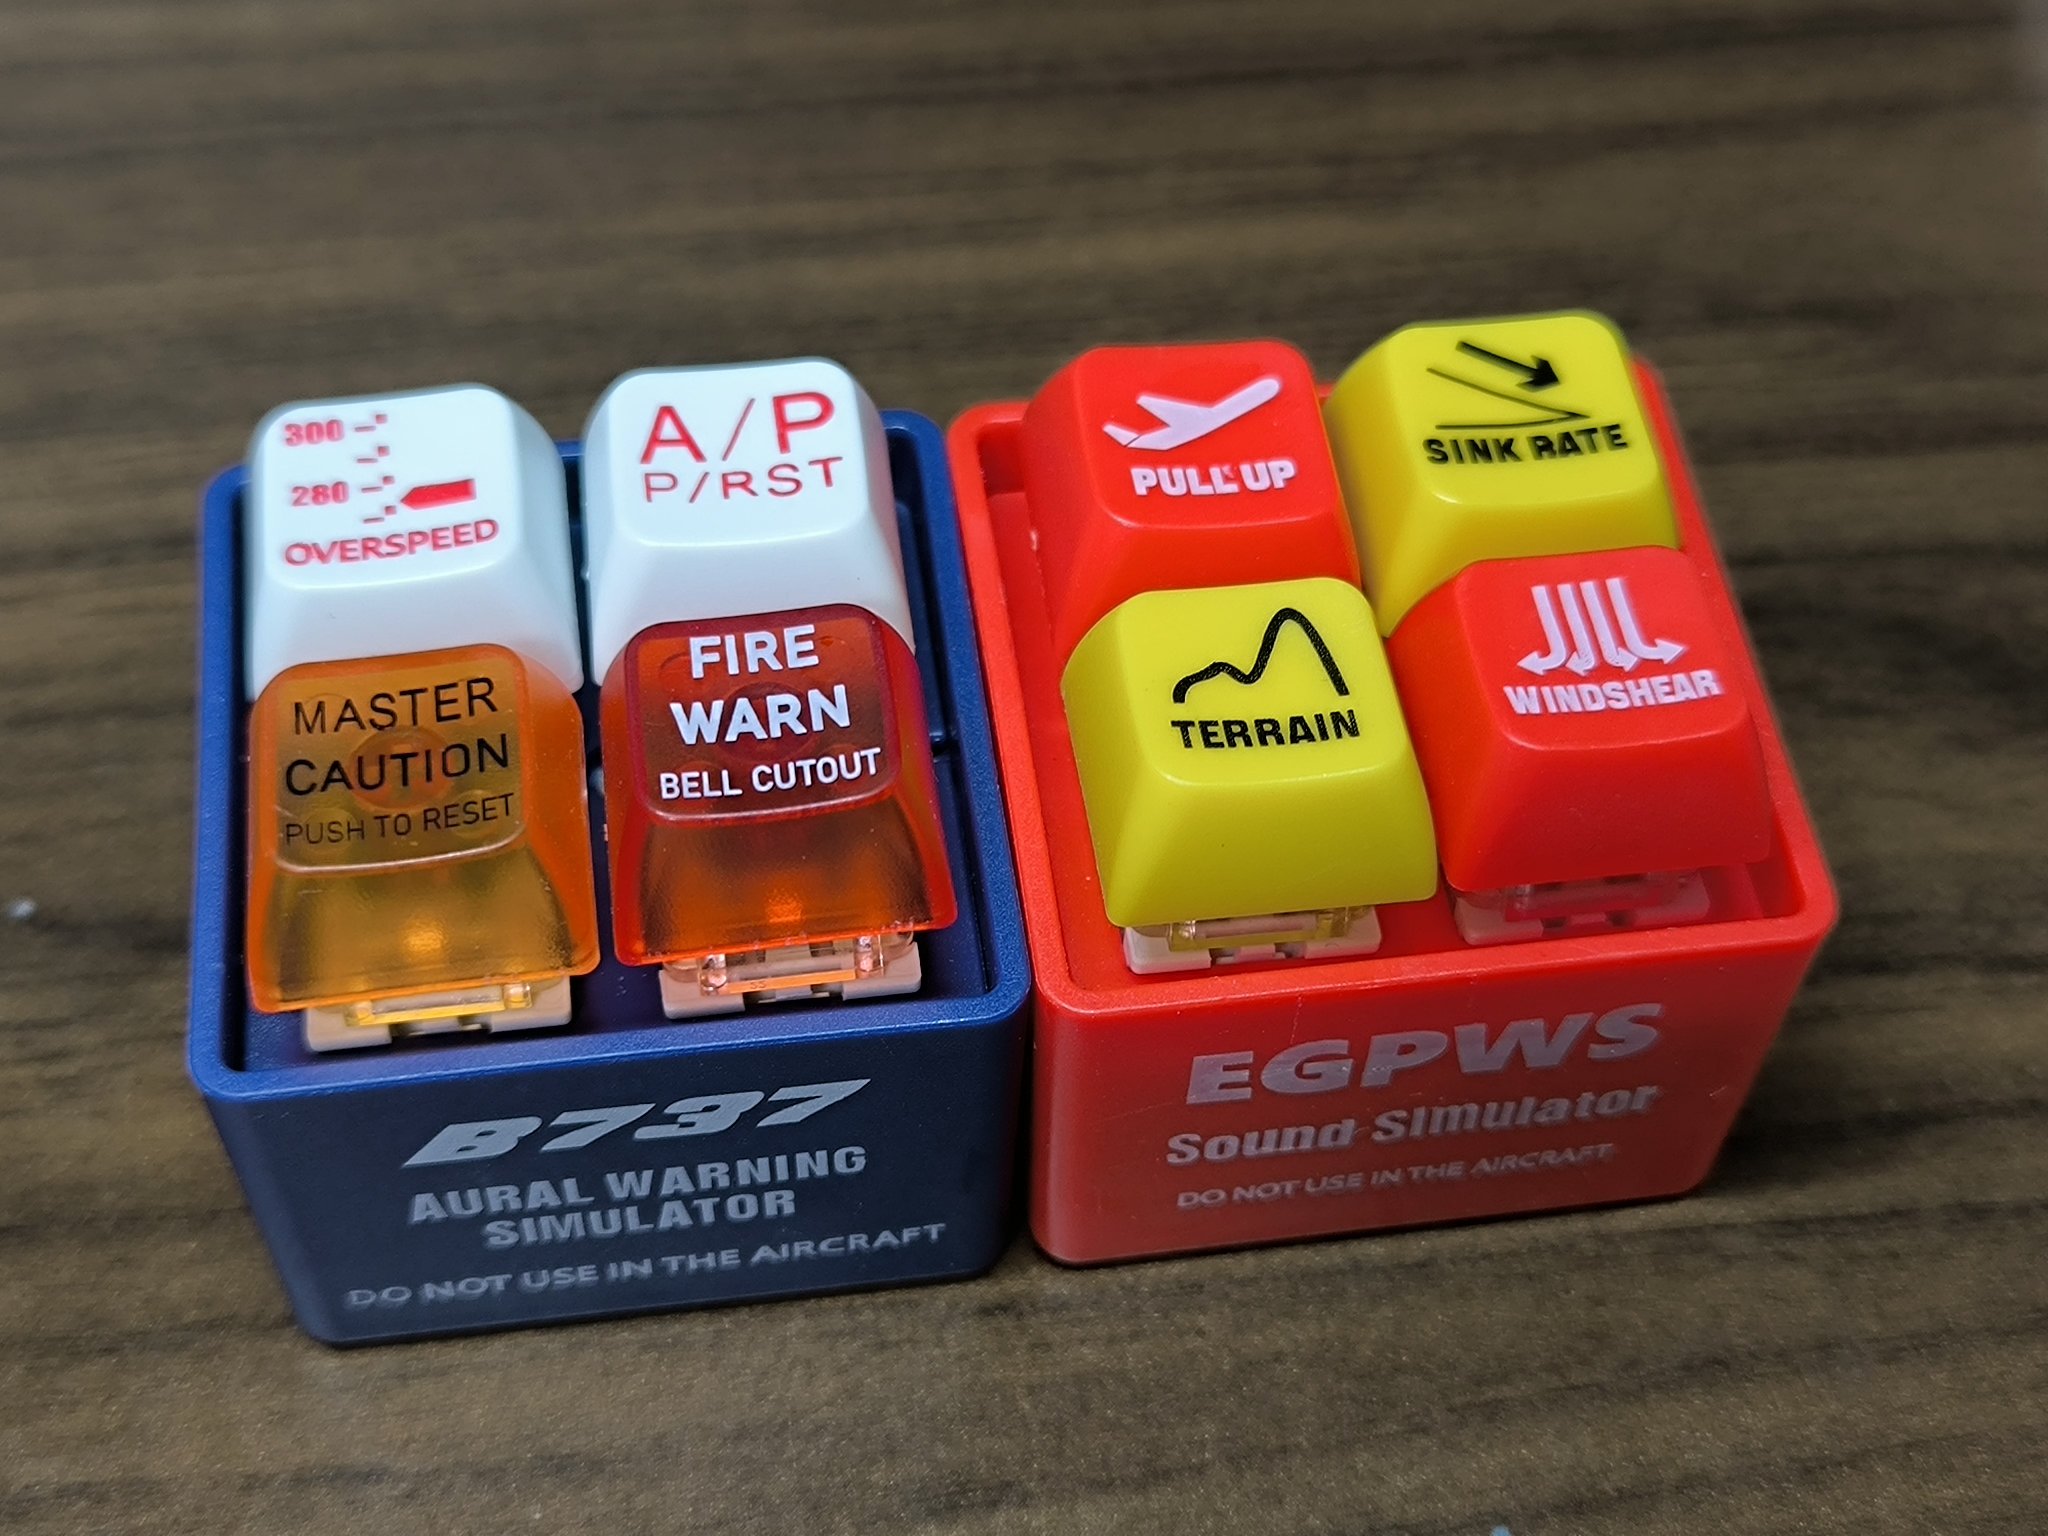 300
280
OVERSPEED
A/P
P/RST
MASTER
CAUTION
PUSH TO RESET
FIRE
WARN
BELL CUTOUT
B737
AURAL WARNING
SIMULATOR
DO NOT USE IN THE AIRCRAFT
PULL UP
SINK RATE
TERRAIN
WINDSHEAR
EGPWS
Sound Simulator
DO NOT USE IN THE AIRCRAFT